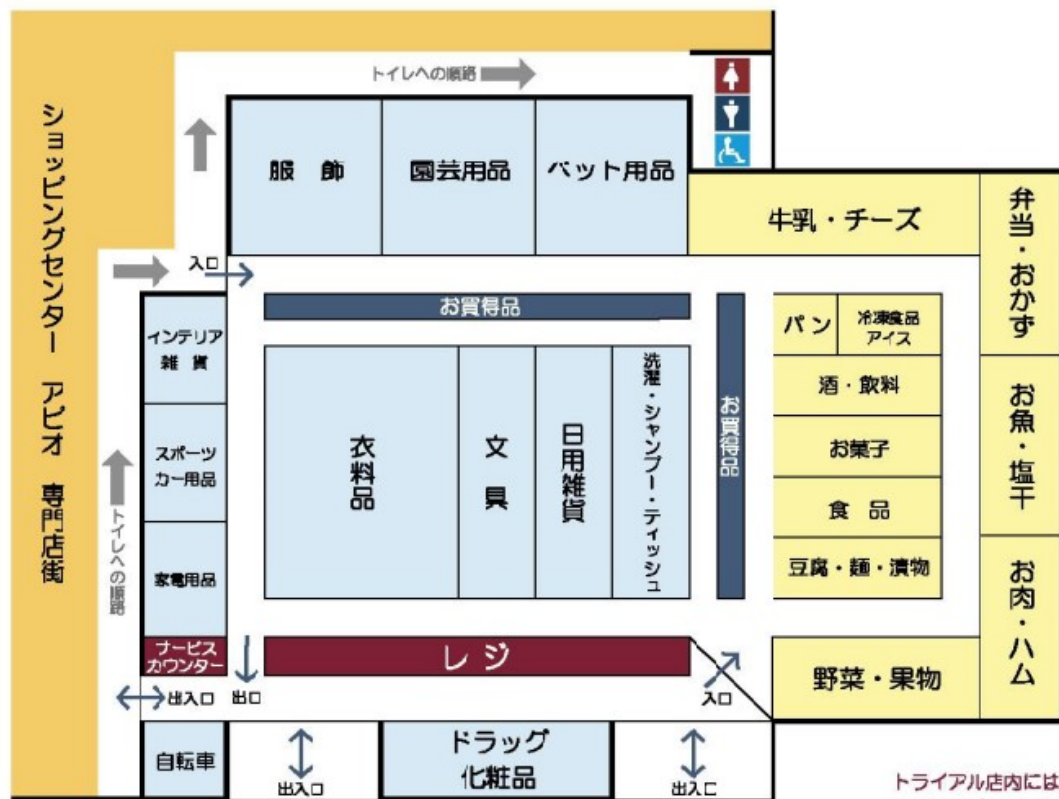 トイレへの順路
ショッピングセンター アピオ 専門店街
服 飾
園芸用品
ペット用品
牛乳・チーズ
弁当・おかず
入口
お買得品
インテリア
雑 貨
パン
冷凍食品
アイス
洗濯・シャンプー・ティッシュ
お買得品
酒・飲料
お魚・塩干
スポーツ
カー用品
衣料品
文具
日用雑貨
お菓子
食 品
トイレへの順路
家電用品
豆腐・麺・漬物
お肉・ハム
サービス
カウンター
レジ
野菜・果物
出入口
出口
入口
自転車
出入口
ドラッグ
化粧品
出入口
トライアル店内には